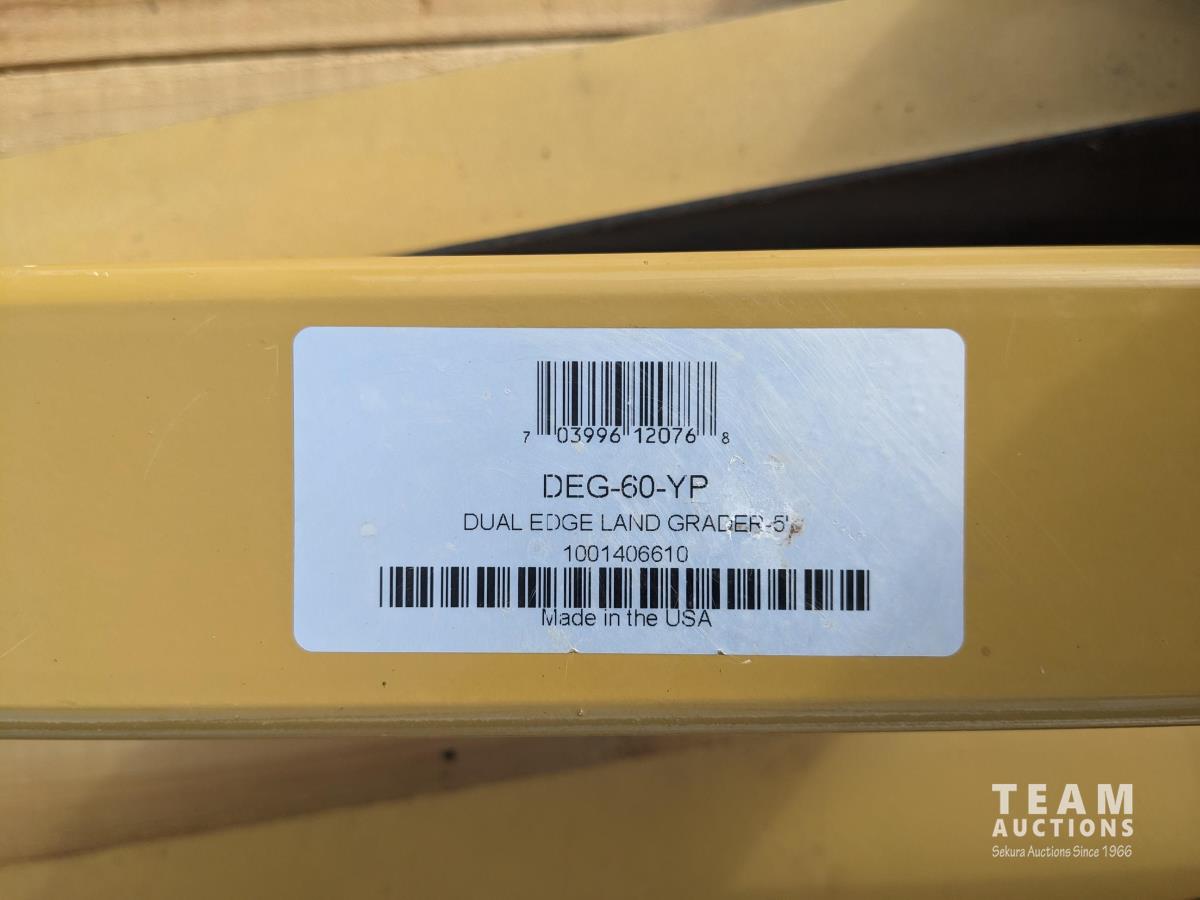 7 03996 12076 8
DEG-60-YP
DUAL EDGE LAND GRADER-5'
1001406610
Made in the USA
TEAM
AUCTIONS
Sekura Auctions Since 1966